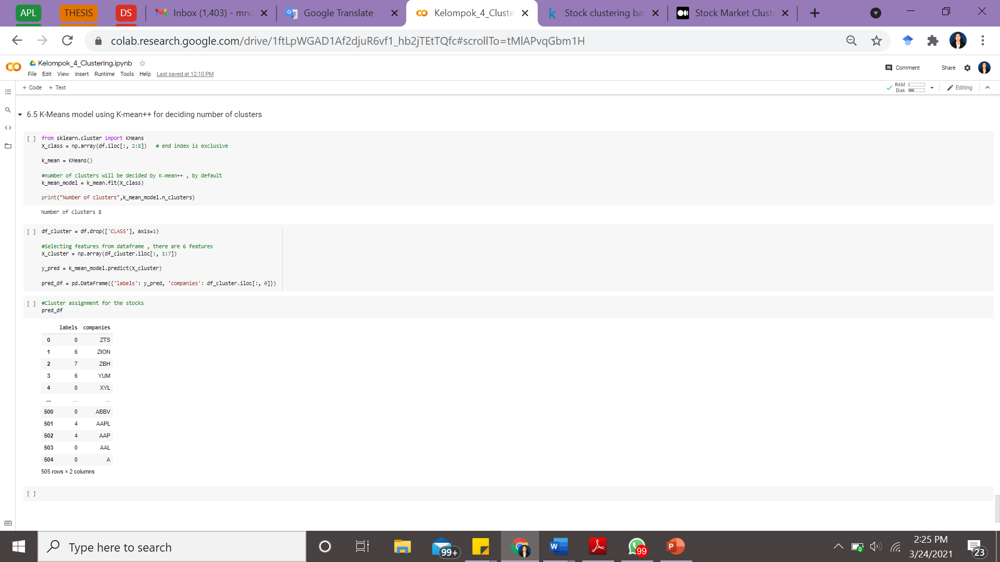 APL
THESIS
DS
Inbox (1,403) - mnd
Google Translate
Kelompok_4_Cluste
Stock clustering bas
Stock Market Cluste
colab.research.google.com/drive/1ftLpWGAD1Af2djuR6vf1_hb2jTEtTQfc#scrollTo=tMlAPvqGbm1H
Kelompok_4_Clustering.ipynb
Comment
Share
File Edit View Insert Runtime Tools Help Last saved at 12:10 PM
+ Code + Text
RAM
Disk
Editing
6.5 K-Means model using K-mean++ for deciding number of clusters
[ ] from sklearn.cluster import KMeans
X_class = np.array(df.iloc[:, 2:8])   # end index is exclusive
k_mean = KMeans()
#number of clusters will be decided by K-mean++ , by default
k_mean_model = k_mean.fit(X_class)
print("Number of clusters",k_mean_model.n_clusters)
Number of clusters 8
[ ] df_cluster = df.drop(['CLASS'], axis=1)
#Selecting features from dataframe , there are 6 features
X_cluster = np.array(df_cluster.iloc[:, 1:7])
y_pred = k_mean_model.predict(X_cluster)
pred_df = pd.DataFrame({'labels': y_pred, 'companies': df_cluster.iloc[:, 0]})
[ ] #Cluster assignment for the stocks
pred_df
labels companies
0 0 ZTS
1 6 ZION
2 7 ZBH
3 6 YUM
4 0 XYL
... ... ...
500 0 ABBV
501 4 AAPL
502 4 AAP
503 0 AAL
504 0 A
505 rows × 2 columns
[ ]
Type here to search
99+
99
2:25 PM
3/24/2021
23